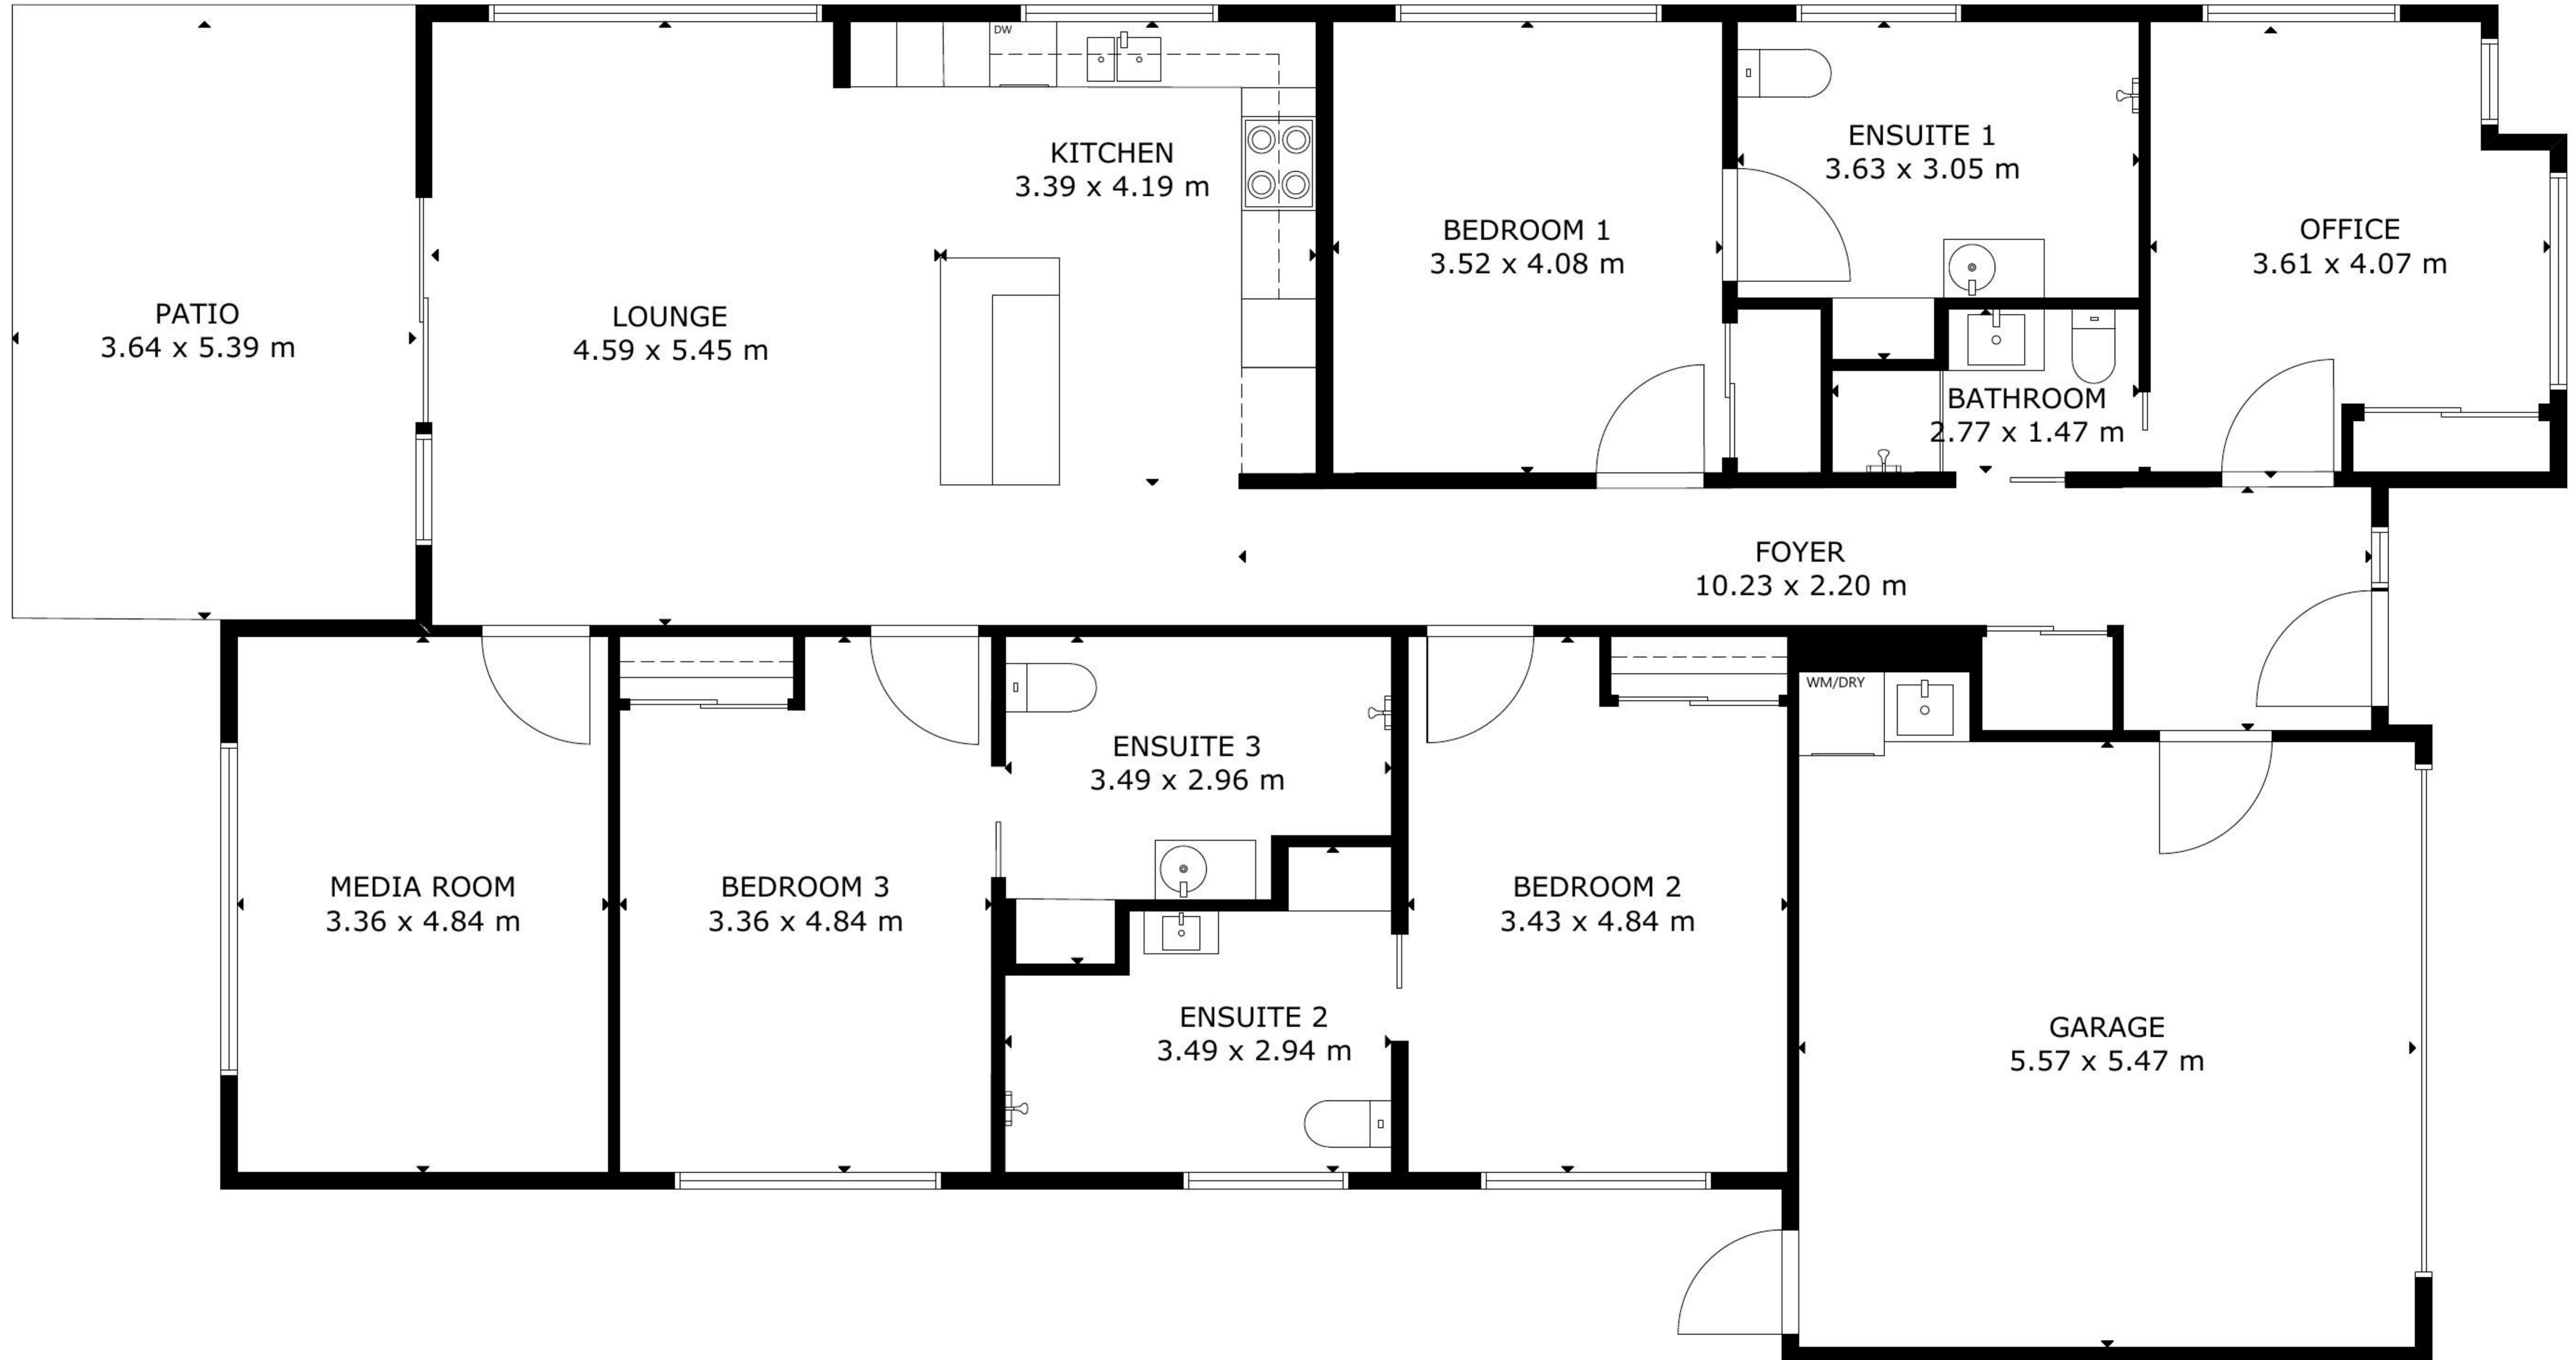 DW
KITCHEN
3.39 x 4.19 m
ENSUITE 1
3.63 x 3.05 m
BEDROOM 1
3.52 x 4.08 m
OFFICE
3.61 x 4.07 m
PATIO
3.64 x 5.39 m
LOUNGE
4.59 x 5.45 m
BATHROOM
2.77 x 1.47 m
FOYER
10.23 x 2.20 m
WM/DRY
ENSUITE 3
3.49 x 2.96 m
MEDIA ROOM
3.36 x 4.84 m
BEDROOM 3
3.36 x 4.84 m
BEDROOM 2
3.43 x 4.84 m
ENSUITE 2
3.49 x 2.94 m
GARAGE
5.57 x 5.47 m